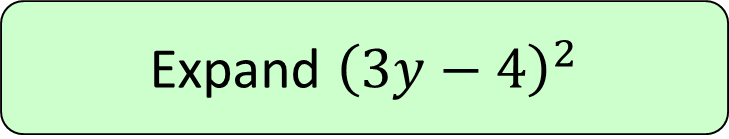 Expand (3𝑦 − 4)²